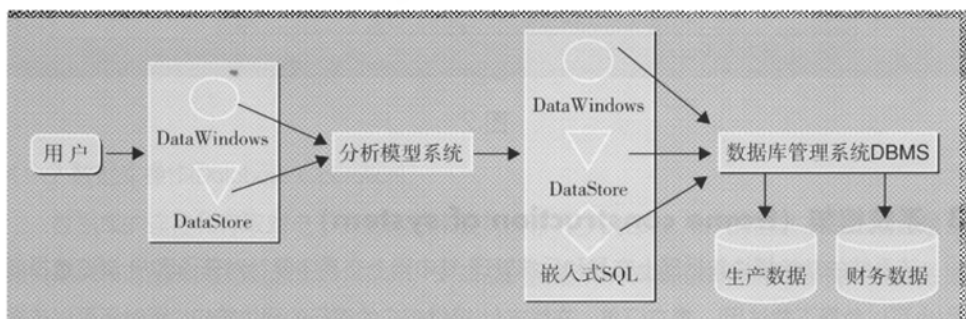 用户
DataWindows
DataStore
分析模型系统
DataWindows
DataStore
嵌入式SQL
数据库管理系统DBMS
生产数据
财务数据